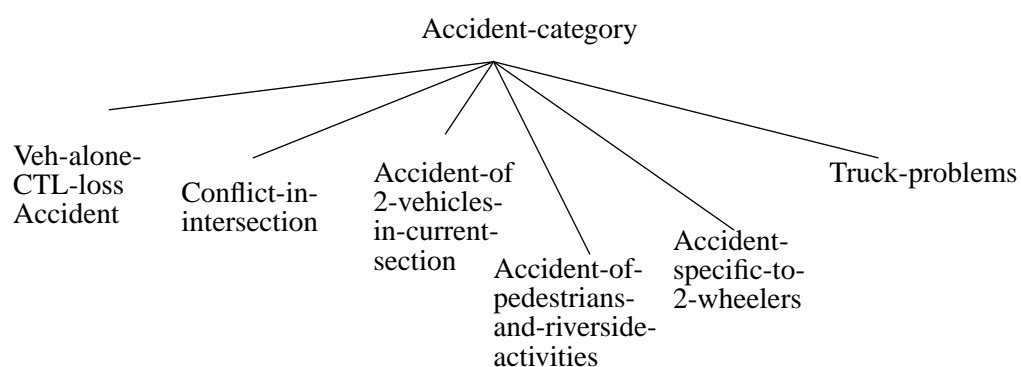 Accident-category
Veh-alone-
CTL-loss
Accident
Conflict-in-
intersection
Accident-of
2-vehicles-
in-current-
section
Accident-of-
pedestrians-
and-riverside-
activities
Accident-
specific-to-
2-wheelers
Truck-problems